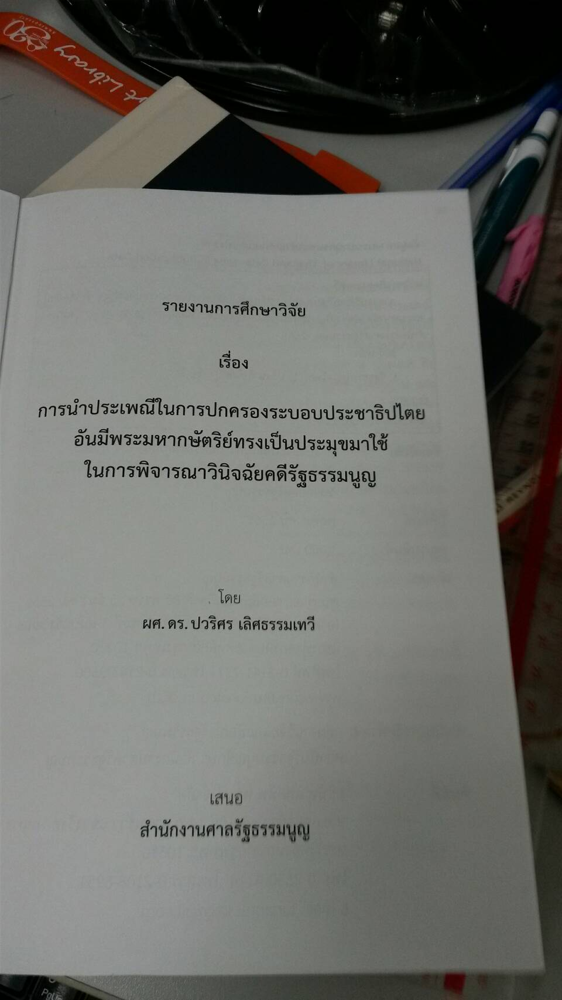 rt Library
รายงานการศึกษาวิจัย
เรื่อง
การนำประเพณีในการปกครองระบอบประชาธิปไตย
อันมีพระมหากษัตริย์ทรงเป็นประมุขมาใช้
ในการพิจารณาวินิจฉัยคดีรัฐธรรมนูญ
โดย
ผศ. ดร. ปวริศร เลิศธรรมเทวี
เสนอ
สำนักงานศาลรัฐธรรมนูญ